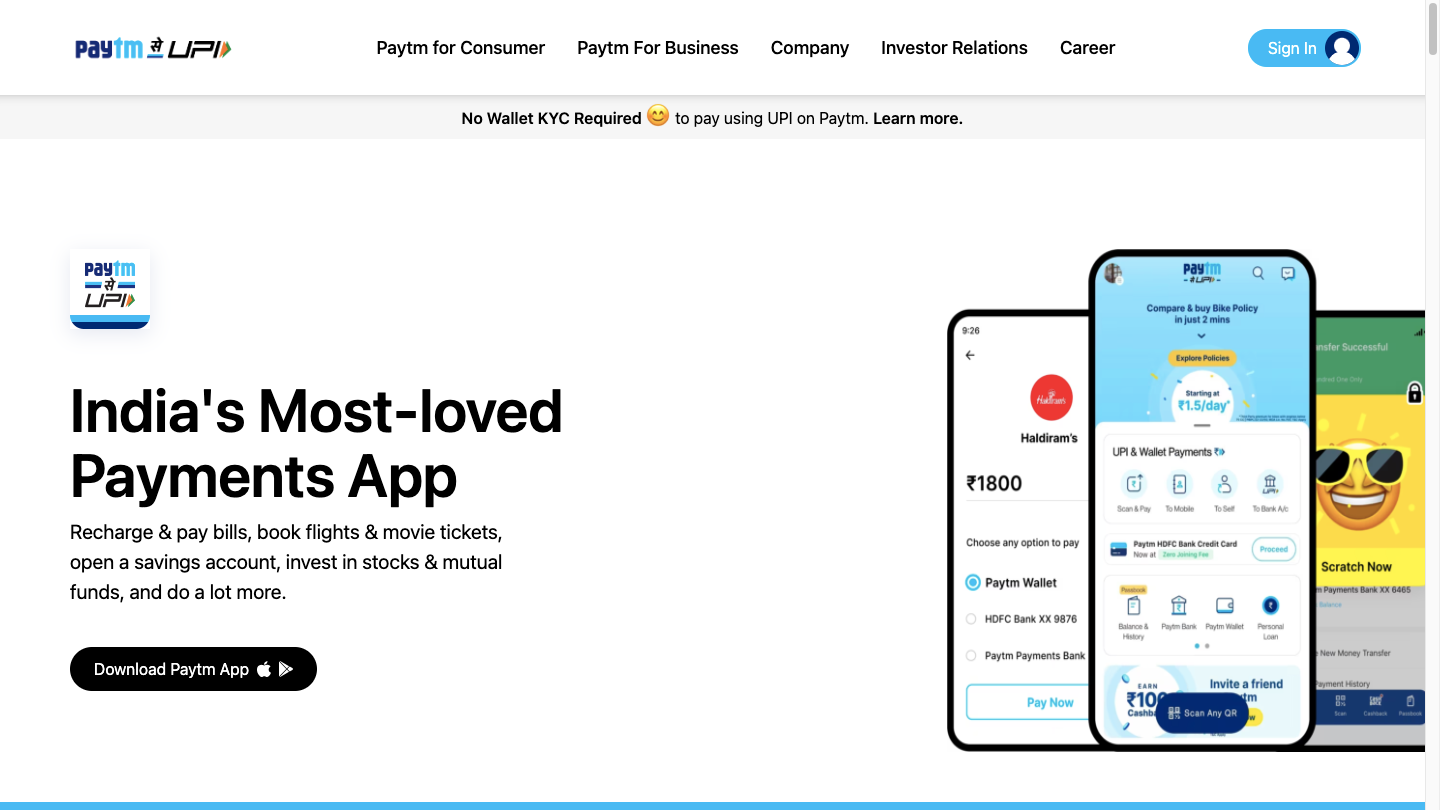 paytm से UPI
Paytm for Consumer
Paytm For Business
Company
Investor Relations
Career
Sign In
No Wallet KYC Required 😊 to pay using UPI on Paytm. Learn more.
paytm
से
UPI
India's Most-loved
Payments App
Recharge & pay bills, book flights & movie tickets,
open a savings account, invest in stocks & mutual
funds, and do a lot more.
Download Paytm App
9:26
Haldiram's
Haldiram's
₹1800
Choose any option to pay
Paytm Wallet
HDFC Bank XX 9876
Paytm Payments Bank
Pay Now
paytm
से UPI
Compare & buy Bike Policy
in just 2 mins
Explore Policies
Starting at
₹1.5/day*
UPI & Wallet Payments
Scan & Pay
To Mobile
To Self
To Bank A/c
Paytm HDFC Bank Credit Card
Now at Zero Joining Fee
Proceed
Passbook
Balance &
History
Paytm Bank
Paytm Wallet
Personal
Loan
EARN
₹100
Cashba
Invite a friend
tm
Scan Any QR
nsfer Successful
Scratch Now
m Payments Bank XX 6465
Balance
e New Money Transfer
Payment History
Scan
Cashback
Passbook